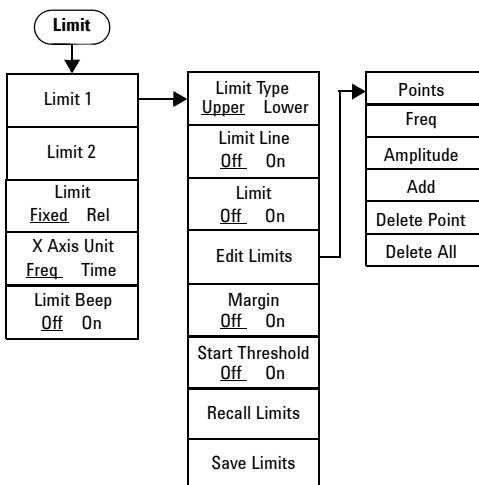 Limit
Limit 1
Limit 2
Limit
Fixed Rel
X Axis Unit
Freq Time
Limit Beep
Off On
Limit Type
Upper Lower
Limit Line
Off On
Limit
Off On
Edit Limits
Margin
Off On
Start Threshold
Off On
Recall Limits
Save Limits
Points
Freq
Amplitude
Add
Delete Point
Delete All